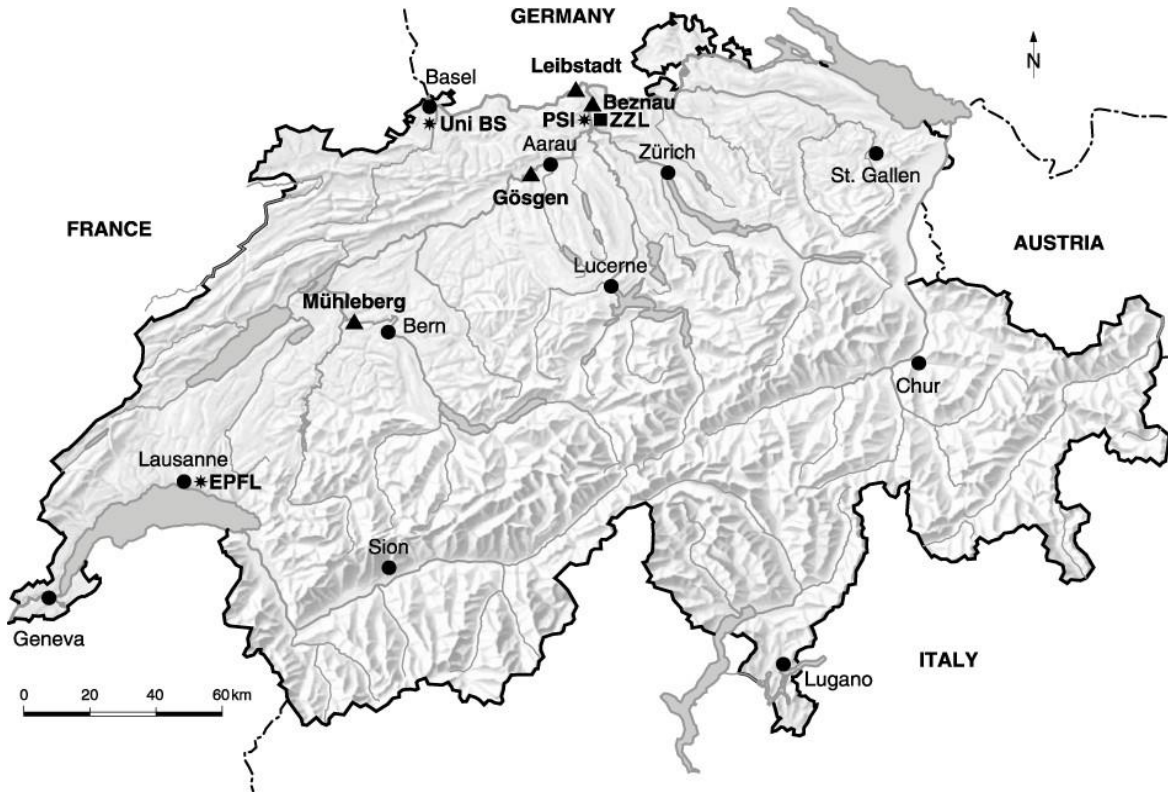 GERMANY
N
Leibstadt
Basel
Beznau
Uni BS
PSI
ZZL
Aarau
Zürich
St. Gallen
Gösgen
FRANCE
AUSTRIA
Lucerne
Mühleberg
Bern
Chur
Lausanne
EPFL
Sion
Geneva
ITALY
Lugano
0 20 40 60 km